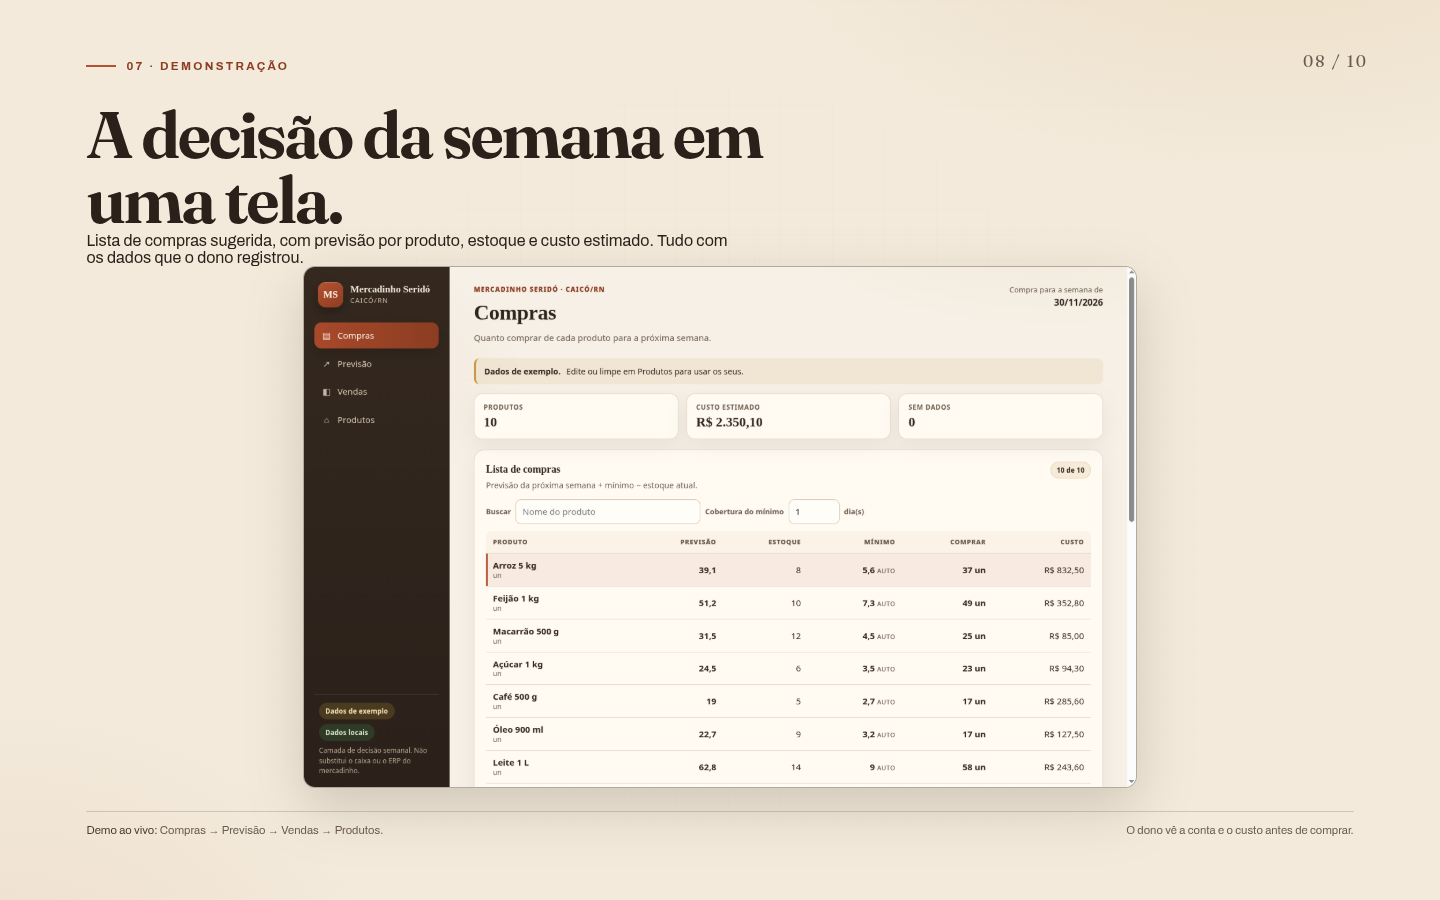 07 · DEMONSTRAÇÃO
08 / 10
A decisão da semana em
uma tela.
Lista de compras sugerida, com previsão por produto, estoque e custo estimado. Tudo com
os dados que o dono registrou.
MS
Mercadinho Seridó
CAICÓ/RN
Compras
Previsão
Vendas
Produtos
Dados de exemplo
Dados locais
Camada de decisão semanal. Não
substitui o caixa ou o ERP do
mercadinho.
MERCADINHO SERIDÓ · CAICÓ/RN
Compra para a semana de
30/11/2026
Compras
Quanto comprar de cada produto para a próxima semana.
Dados de exemplo. Edite ou limpe em Produtos para usar os seus.
PRODUTOS
10
CUSTO ESTIMADO
R$ 2.350,10
SEM DADOS
0
Lista de compras
10 de 10
Previsão da próxima semana + mínimo − estoque atual.
Buscar Nome do produto Cobertura do mínimo 1 dia(s)
PRODUTO PREVISÃO ESTOQUE MÍNIMO COMPRAR CUSTO
Arroz 5 kg 39,1 8 5,6 AUTO 37 un R$ 832,50
un
Feijão 1 kg 51,2 10 7,3 AUTO 49 un R$ 352,80
un
Macarrão 500 g 31,5 12 4,5 AUTO 25 un R$ 85,00
un
Açúcar 1 kg 24,5 6 3,5 AUTO 23 un R$ 94,30
un
Café 500 g 19 5 2,7 AUTO 17 un R$ 285,60
un
Óleo 900 ml 22,7 9 3,2 AUTO 17 un R$ 127,50
un
Leite 1 L 62,8 14 9 AUTO 58 un R$ 243,60
un
Demo ao vivo: Compras → Previsão → Vendas → Produtos.
O dono vê a conta e o custo antes de comprar.